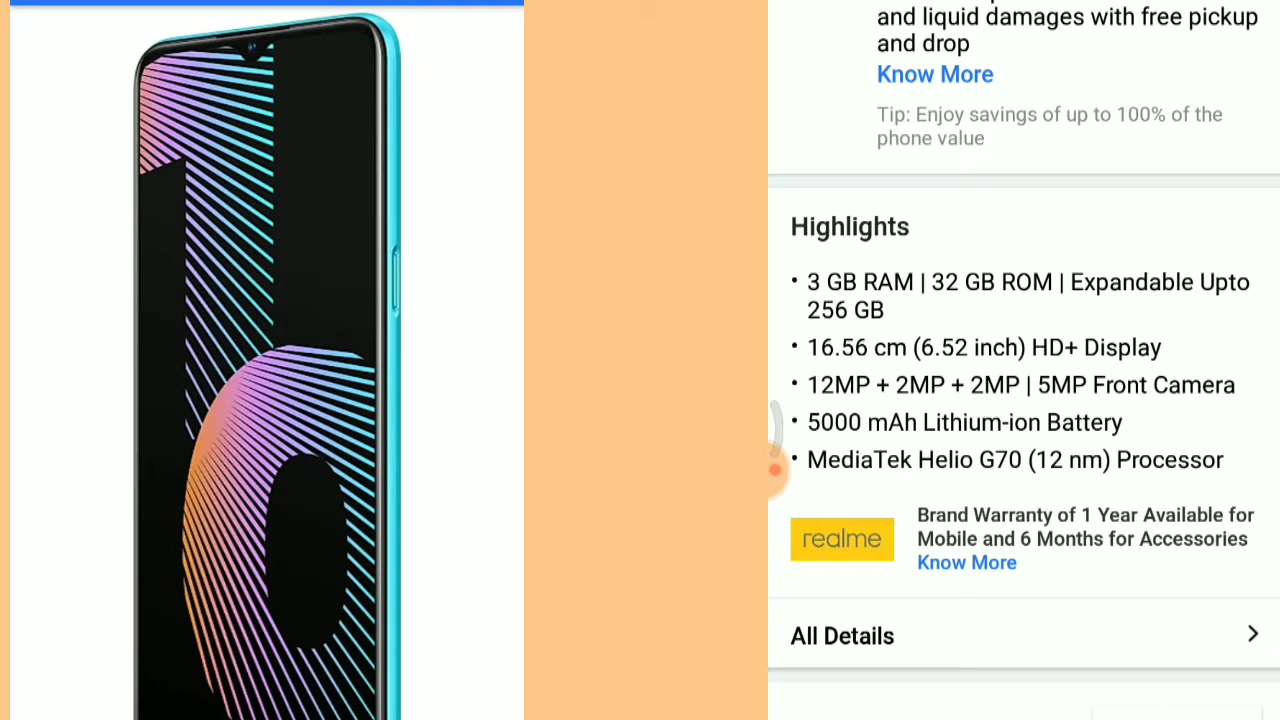 and liquid damages with free pickup
and drop
Know More
Tip: Enjoy savings of up to 100% of the
phone value
Highlights
• 3 GB RAM | 32 GB ROM | Expandable Upto
256 GB
• 16.56 cm (6.52 inch) HD+ Display
• 12MP + 2MP + 2MP | 5MP Front Camera
• 5000 mAh Lithium-ion Battery
• MediaTek Helio G70 (12 nm) Processor
realme
Brand Warranty of 1 Year Available for
Mobile and 6 Months for Accessories
Know More
All Details